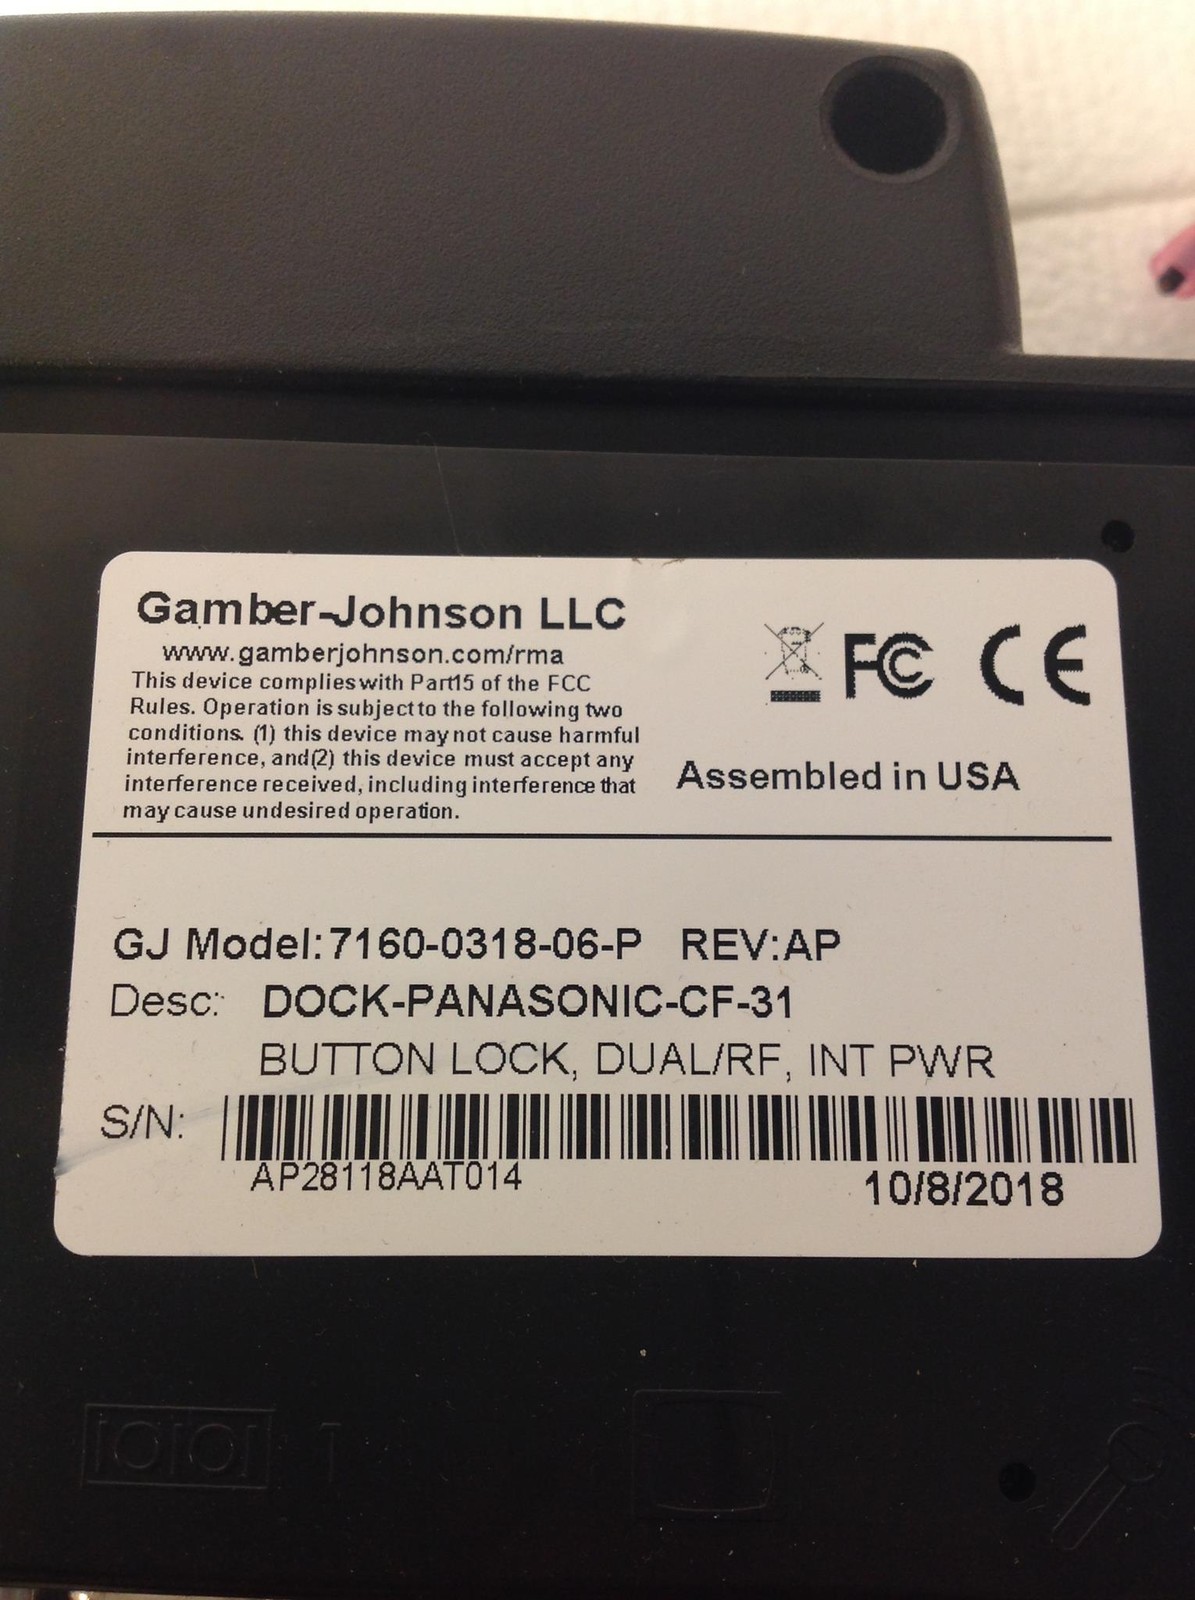 Gamber-Johnson LLC
www.gamberjohnson.com/rma
This device complies with Part15 of the FCC
Rules. Operation is subject to the following two
conditions. (1) this device may not cause harmful
interference, and(2) this device must accept any
interference received, including interference that
may cause undesired operation.
FC CE
Assembled in USA
GJ Model:7160-0318-06-P REV:AP
Desc: DOCK-PANASONIC-CF-31
BUTTON LOCK, DUAL/RF, INT PWR
S/N:
AP28118AAT014
10/8/2018
10101 1